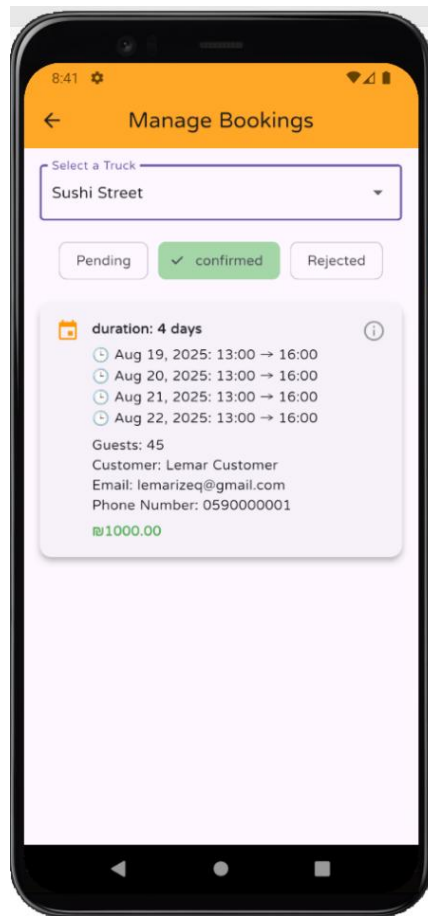 8:41
Manage Bookings
Select a Truck
Sushi Street
Pending
confirmed
Rejected
duration: 4 days
Aug 19, 2025: 13:00 → 16:00
Aug 20, 2025: 13:00 → 16:00
Aug 21, 2025: 13:00 → 16:00
Aug 22, 2025: 13:00 → 16:00
Guests: 45
Customer: Lemar Customer
Email: lemarizeq@gmail.com
Phone Number: 0590000001
₪1000.00